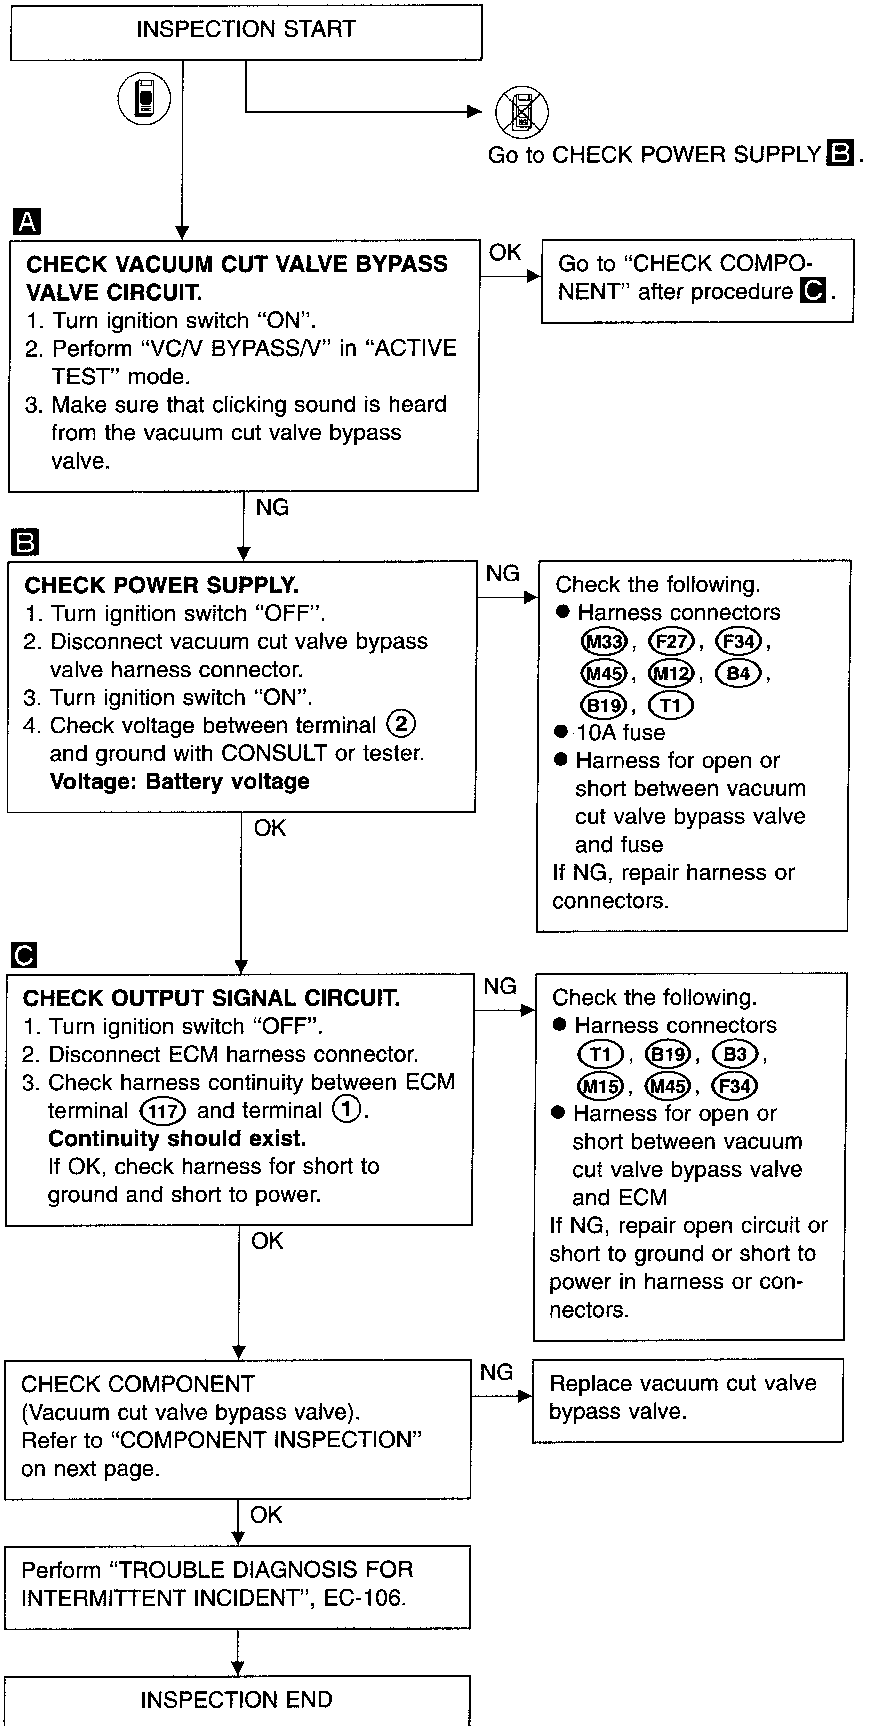 INSPECTION START
Go to CHECK POWER SUPPLY B .
A
CHECK VACUUM CUT VALVE BYPASS
VALVE CIRCUIT.
1. Turn ignition switch “ON”.
2. Perform “VC/V BYPASS/V” in “ACTIVE
TEST” mode.
3. Make sure that clicking sound is heard
from the vacuum cut valve bypass
valve.
OK
Go to “CHECK COMPO-
NENT” after procedure C .
NG
B
CHECK POWER SUPPLY.
1. Turn ignition switch “OFF”.
2. Disconnect vacuum cut valve bypass
valve harness connector.
3. Turn ignition switch “ON”.
4. Check voltage between terminal 2
and ground with CONSULT or tester.
Voltage: Battery voltage
NG
Check the following.
● Harness connectors
M33 , F27 , F34 ,
M45 , M12 , B4 ,
B19 , T1
● 10A fuse
● Harness for open or
short between vacuum
cut valve bypass valve
and fuse
If NG, repair harness or
connectors.
OK
C
CHECK OUTPUT SIGNAL CIRCUIT.
1. Turn ignition switch “OFF”.
2. Disconnect ECM harness connector.
3. Check harness continuity between ECM
terminal 117 and terminal 1 .
Continuity should exist.
If OK, check harness for short to
ground and short to power.
NG
Check the following.
● Harness connectors
T1 , B19 , B3 ,
M15 , M45 , F34
● Harness for open or
short between vacuum
cut valve bypass valve
and ECM
If NG, repair open circuit or
short to ground or short to
power in harness or con-
nectors.
OK
CHECK COMPONENT
(Vacuum cut valve bypass valve).
Refer to “COMPONENT INSPECTION”
on next page.
NG
Replace vacuum cut valve
bypass valve.
OK
Perform “TROUBLE DIAGNOSIS FOR
INTERMITTENT INCIDENT”, EC-106.
INSPECTION END